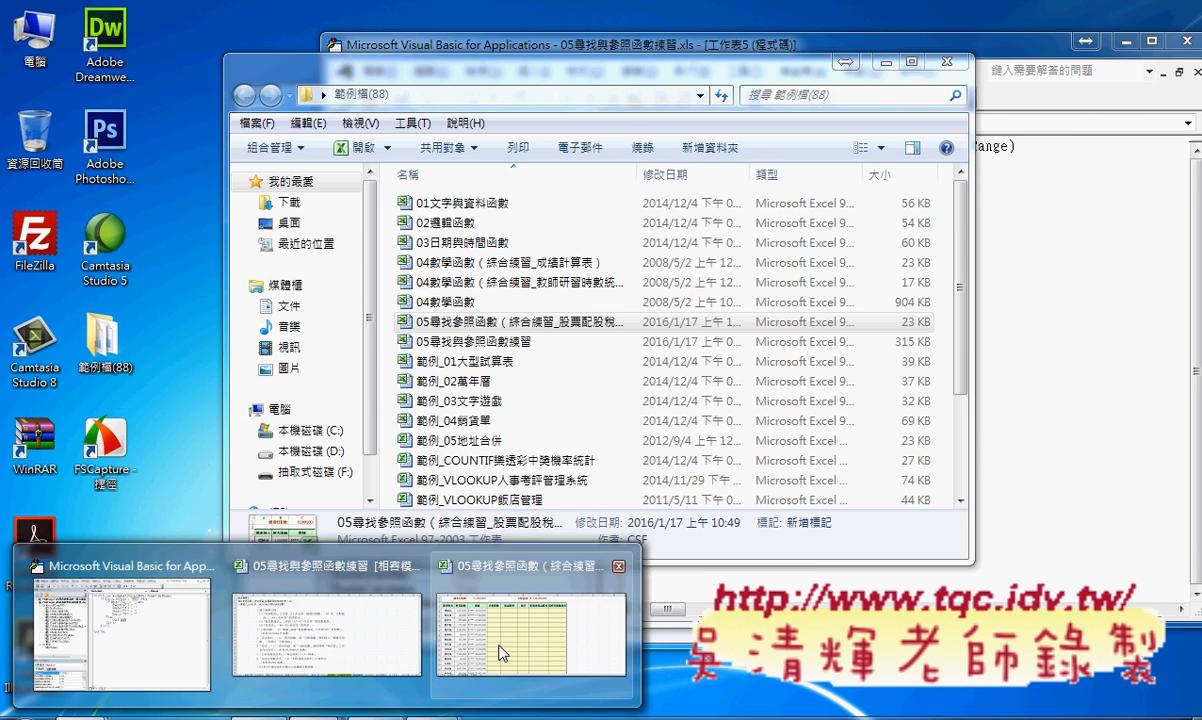 電腦
Adobe
Dreamwe...
資源回收筒
Adobe
Photosho...
FileZilla
Camtasia
Studio 5
Camtasia
Studio 8
範例檔(88)
WinRAR
FSCapture -
捷徑
Microsoft Visual Basic for Applications - 05尋找與參照函數練習.xls - [工作表5 (程式碼)]
鍵入需要解答的問題
ange)
範例檔(88)
搜尋 範例檔(88)
檔案(F) 編輯(E) 檢視(V) 工具(T) 說明(H)
組合管理 開啟 共用對象 列印 電子郵件 燒錄 新增資料夾
我的最愛
下載
桌面
最近的位置
媒體櫃
文件
音樂
視訊
圖片
電腦
本機磁碟 (C:)
本機磁碟 (D:)
抽取式磁碟 (F:)
名稱 修改日期 類型 大小
01文字與資料函數 2014/12/4 下午 0... Microsoft Excel 9... 56 KB
02邏輯函數 2014/12/4 下午 0... Microsoft Excel 9... 54 KB
03日期與時間函數 2014/12/4 下午 0... Microsoft Excel 9... 60 KB
04數學函數（綜合練習_成績計算表） 2008/5/2 上午 12... Microsoft Excel 9... 23 KB
04數學函數（綜合練習_教師研習時數統... 2008/5/2 上午 12... Microsoft Excel 9... 17 KB
04數學函數 2008/5/2 上午 10... Microsoft Excel 9... 904 KB
05尋找參照函數（綜合練習_股票配股稅... 2016/1/17 上午 1... Microsoft Excel 9... 23 KB
05尋找與參照函數練習 2016/1/17 上午 1... Microsoft Excel 9... 315 KB
範例_01大型試算表 2014/12/4 下午 0... Microsoft Excel 9... 39 KB
範例_02萬年曆 2014/12/4 下午 0... Microsoft Excel 9... 37 KB
範例_03文字遊戲 2014/12/4 下午 0... Microsoft Excel 9... 32 KB
範例_04銷貨單 2014/12/4 下午 0... Microsoft Excel 9... 69 KB
範例_05地址合併 2012/9/4 上午 12... Microsoft Excel ... 23 KB
範例_COUNTIF樂透彩中獎機率統計 2014/12/4 下午 0... Microsoft Excel ... 27 KB
範例_VLOOKUP人事考評管理系統 2014/11/29 下午 ... Microsoft Excel ... 74 KB
範例_VLOOKUP飯店管理 2011/5/11 下午 0... Microsoft Excel 9... 44 KB
05尋找參照函數（綜合練習_股票配股稅... 修改日期: 2016/1/17 上午 10:49 標記: 新增標記
Microsoft Excel 97-2003 工作表 作者: CSF
Microsoft Visual Basic for App...
05尋找與參照函數練習 [相容模...
05尋找參照函數（綜合練習...
http://www.tqc.idv.tw/
吳清輝老師錄製